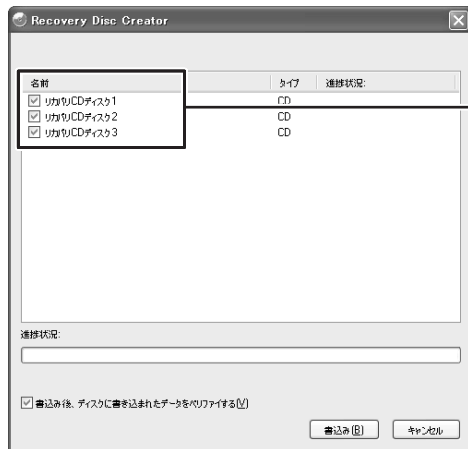 Recovery Disc Creator
名前 タイプ 進捗状況:
リカバリCDディスク1 CD
リカバリCDディスク2 CD
リカバリCDディスク3 CD
進捗状況:
書込み後、ディスクに書き込まれたデータをベリファイする(V)
書込み(B) キャンセル